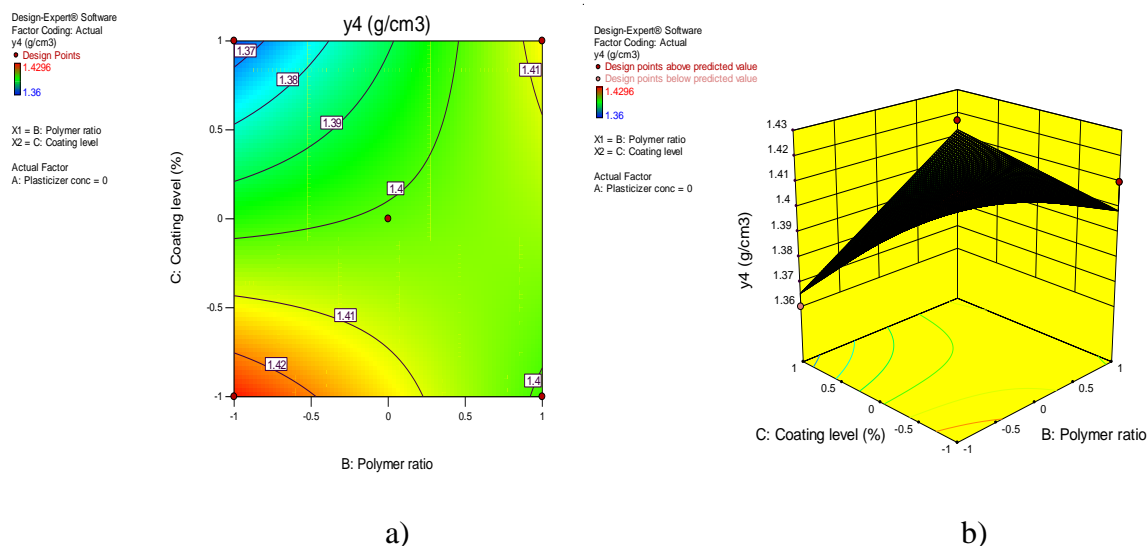 Design-Expert® Software
Factor Coding: Actual
y4 (g/cm3)
Design Points
1.4296
1.36
X1 = B: Polymer ratio
X2 = C: Coating level
Actual Factor
A: Plasticizer conc = 0
y4 (g/cm3)
C: Coating level (%)
1
0.5
0
-0.5
-1
-1
-0.5
0
0.5
1
B: Polymer ratio
1.37
1.38
1.39
1.4
1.41
1.41
1.42
1.4
a)
Design-Expert® Software
Factor Coding: Actual
y4 (g/cm3)
Design points above predicted value
Design points below predicted value
1.4296
1.36
X1 = B: Polymer ratio
X2 = C: Coating level
Actual Factor
A: Plasticizer conc = 0
y4 (g/cm3)
1.43
1.42
1.41
1.4
1.39
1.38
1.37
1.36
1
0.5
0
-0.5
-1
C: Coating level (%)
-1
-0.5
0
0.5
1
B: Polymer ratio
b)